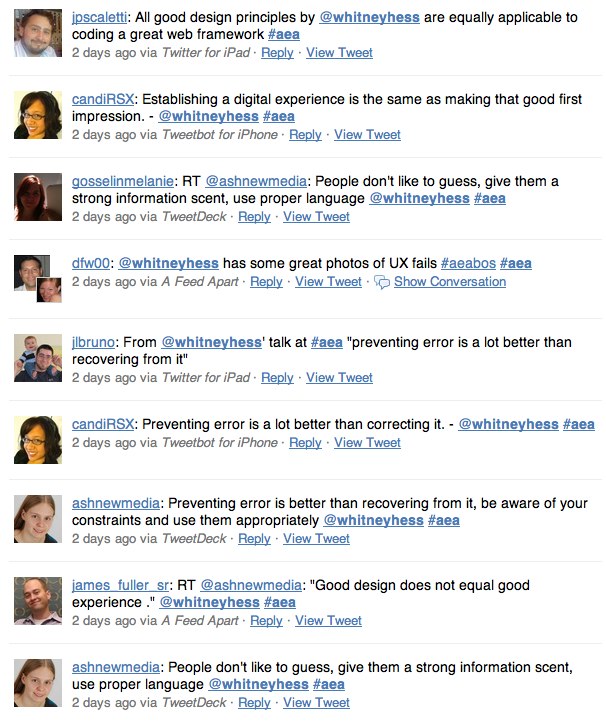 jpscaletti: All good design principles by @whitneyhess are equally applicable to
coding a great web framework #aea
2 days ago via Twitter for iPad · Reply · View Tweet
candiRSX: Establishing a digital experience is the same as making that good first
impression. - @whitneyhess #aea
2 days ago via Tweetbot for iPhone · Reply · View Tweet
gosselinmelanie: RT @ashnewmedia: People don't like to guess, give them a
strong information scent, use proper language @whitneyhess #aea
2 days ago via TweetDeck · Reply · View Tweet
dfw00: @whitneyhess has some great photos of UX fails #aeabos #aea
2 days ago via A Feed Apart · Reply · View Tweet · Show Conversation
jlbruno: From @whitneyhess' talk at #aea "preventing error is a lot better than
recovering from it"
2 days ago via Twitter for iPad · Reply · View Tweet
candiRSX: Preventing error is a lot better than correcting it. - @whitneyhess #aea
2 days ago via Tweetbot for iPhone · Reply · View Tweet
ashnewmedia: Preventing error is better than recovering from it, be aware of your
constraints and use them appropriately @whitneyhess #aea
2 days ago via TweetDeck · Reply · View Tweet
james_fuller_sr: RT @ashnewmedia: "Good design does not equal good
experience ." @whitneyhess #aea
2 days ago via A Feed Apart · Reply · View Tweet
ashnewmedia: People don't like to guess, give them a strong information scent,
use proper language @whitneyhess #aea
2 days ago via TweetDeck · Reply · View Tweet